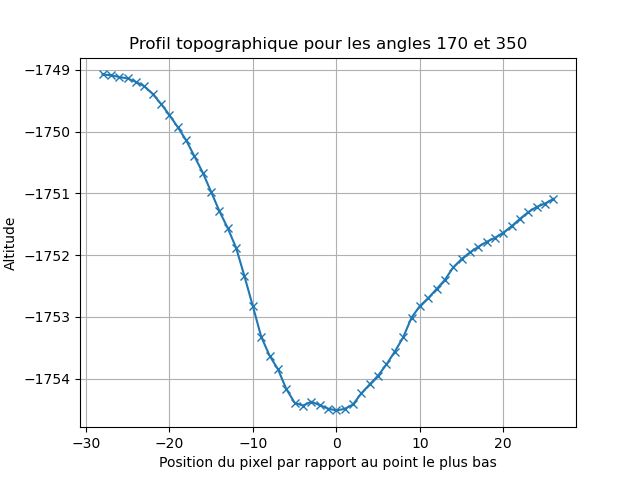 Profil topographique pour les angles 170 et 350
−1749
−1750
−1751
−1752
−1753
−1754
Altitude
−30 −20 −10 0 10 20
Position du pixel par rapport au point le plus bas